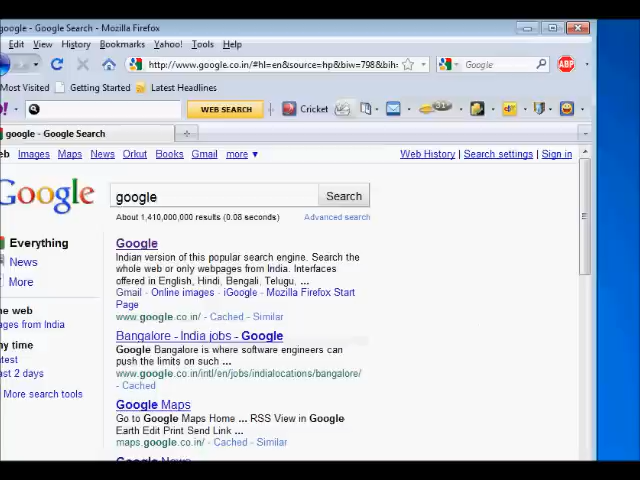 google - Google Search - Mozilla Firefox
Edit View History Bookmarks Yahoo! Tools Help
http://www.google.co.in/#hl=en&source=hp&biw=798&bih= Google ABP
Most Visited Getting Started Latest Headlines
WEB SEARCH Cricket
google - Google Search
Images Maps News Orkut Books Gmail more ▼ Web History | Search settings | Sign in
Google google Search
About 1,410,000,000 results (0.08 seconds) Advanced search
Everything
News
More
Google
Indian version of this popular search engine. Search the
whole web or only webpages from India. Interfaces
offered in English, Hindi, Bengali, Telugu, ...
Gmail - Online images - iGoogle - Mozilla Firefox Start
Page
www.google.co.in/ - Cached - Similar
Bangalore - India jobs - Google
Google Bangalore is where software engineers can
push the limits on such ...
www.google.co.in/intl/en/jobs/indialocations/bangalore/
- Cached
Google Maps
Go to Google Maps Home ... RSS View in Google
Earth Edit Print Send Link ...
maps.google.co.in/ - Cached - Similar
Google News
he web
ages from India
ny time
atest
ast 2 days
More search tools